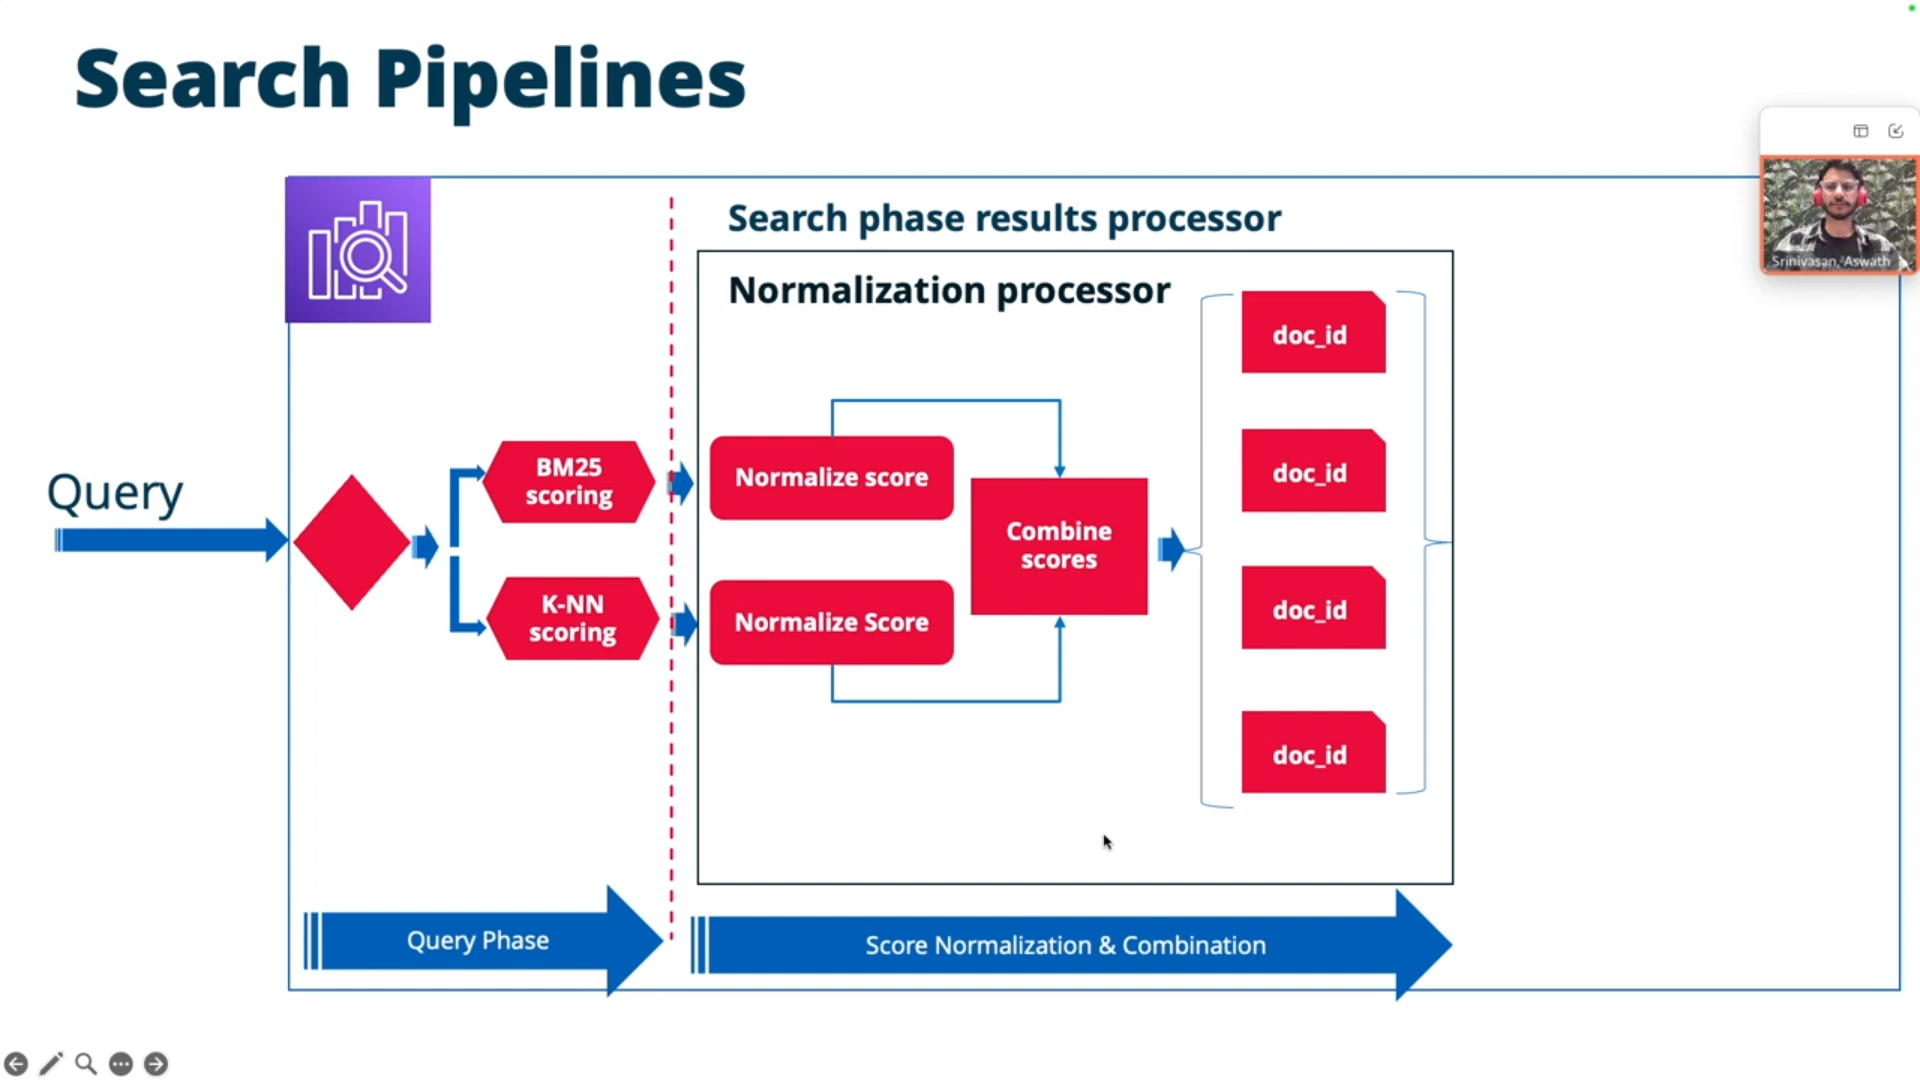 Search Pipelines
Srinivasan, Aswath
Search phase results processor
Normalization processor
Query
BM25
scoring
K-NN
scoring
Normalize score
Normalize Score
Combine
scores
doc_id
doc_id
doc_id
doc_id
Query Phase
Score Normalization & Combination